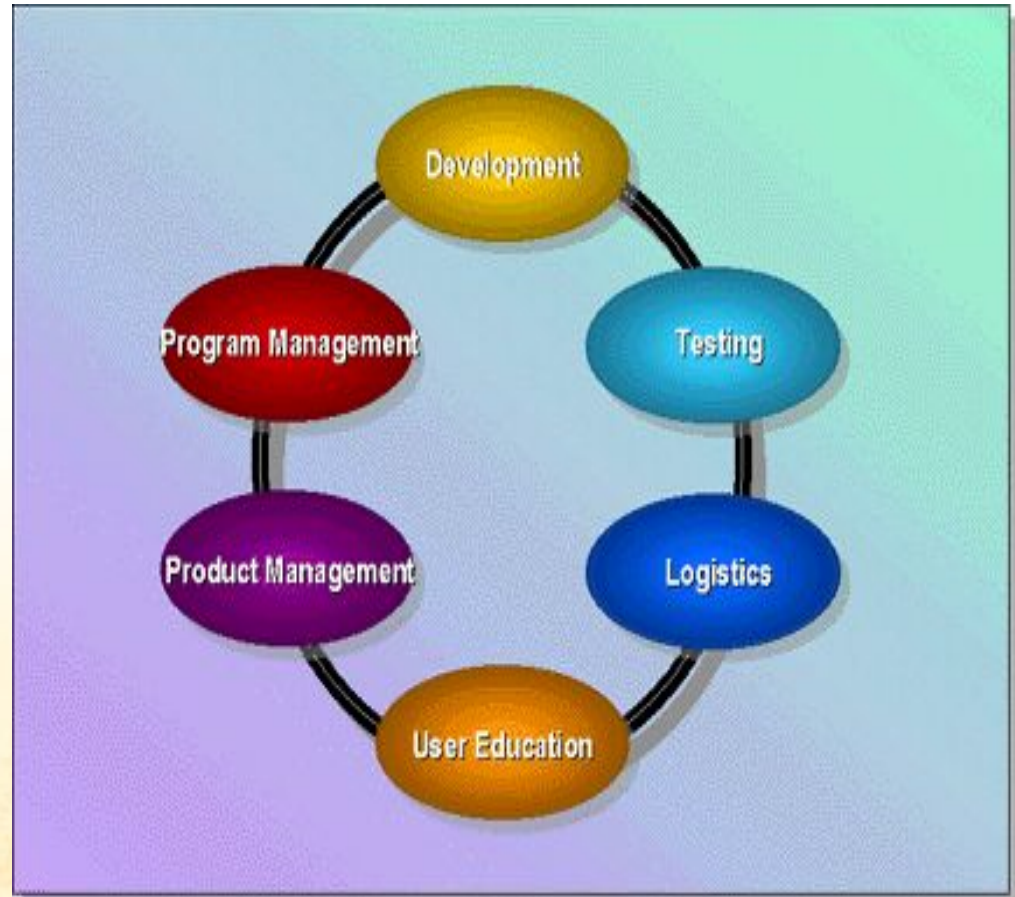 Development
Program Management
Testing
Product Management
Logistics
User Education